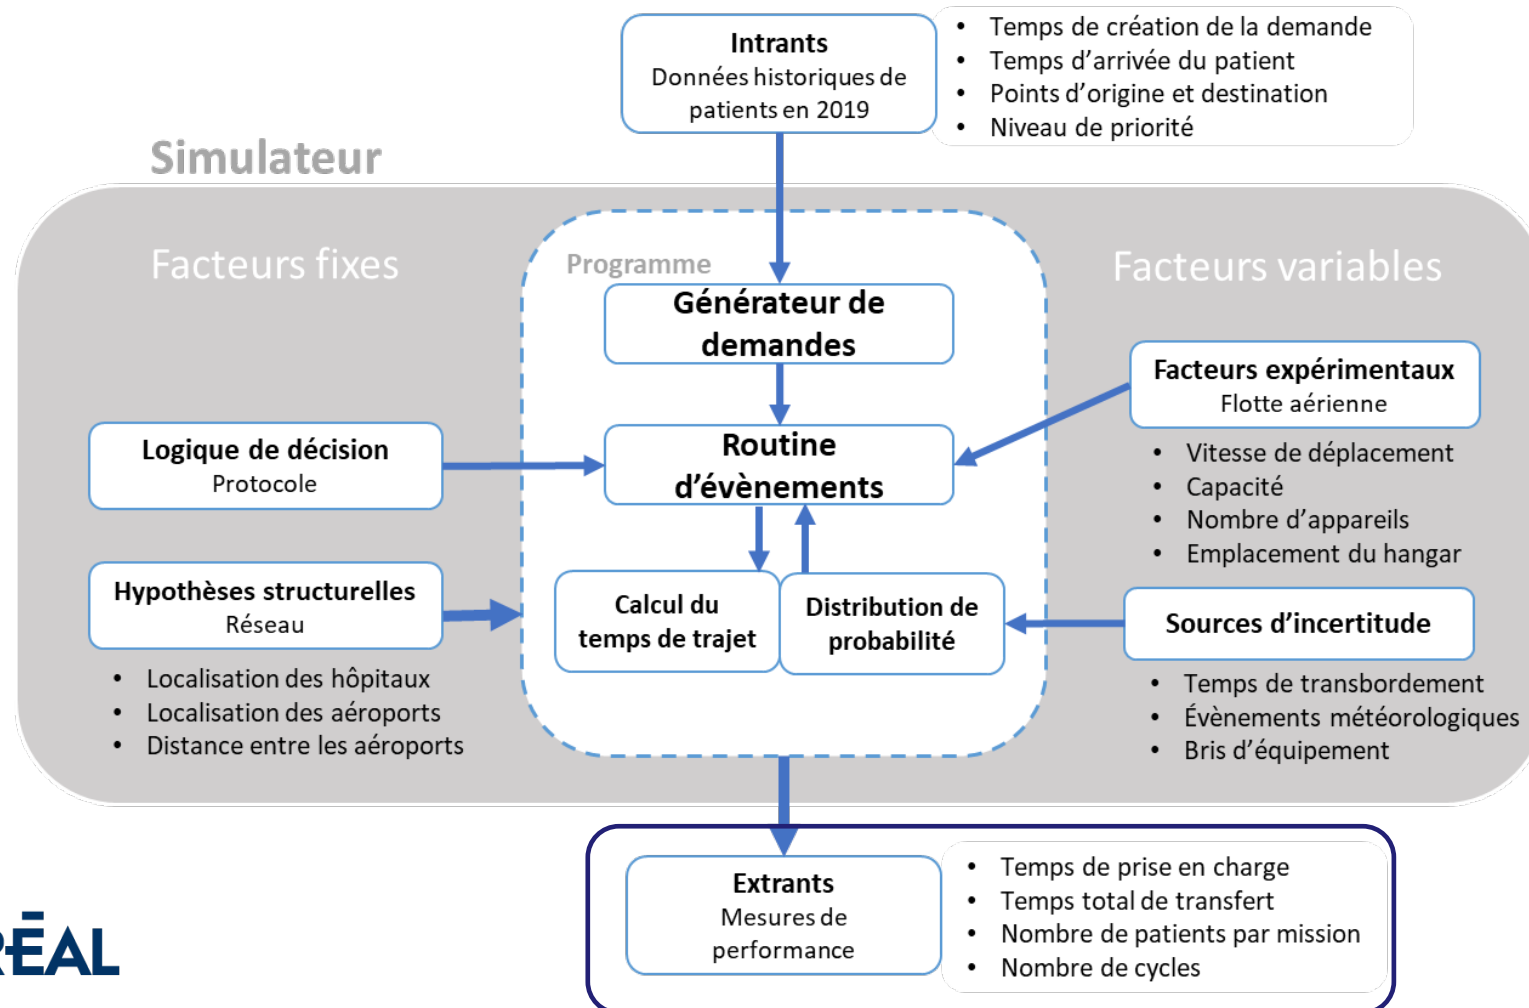 Intrants
Données historiques de
patients en 2019
• Temps de création de la demande
• Temps d'arrivée du patient
• Points d'origine et destination
• Niveau de priorité
Simulateur
Facteurs fixes
Programme
Facteurs variables
Générateur de
demandes
Facteurs expérimentaux
Flotte aérienne
Logique de décision
Protocole
Routine
d'évènements
• Vitesse de déplacement
• Capacité
• Nombre d'appareils
• Emplacement du hangar
Hypothèses structurelles
Réseau
Calcul du
temps de trajet
Distribution de
probabilité
Sources d'incertitude
• Localisation des hôpitaux
• Localisation des aéroports
• Distance entre les aéroports
• Temps de transbordement
• Évènements météorologiques
• Bris d'équipement
Extrants
Mesures de
performance
• Temps de prise en charge
• Temps total de transfert
• Nombre de patients par mission
• Nombre de cycles
RÉAL